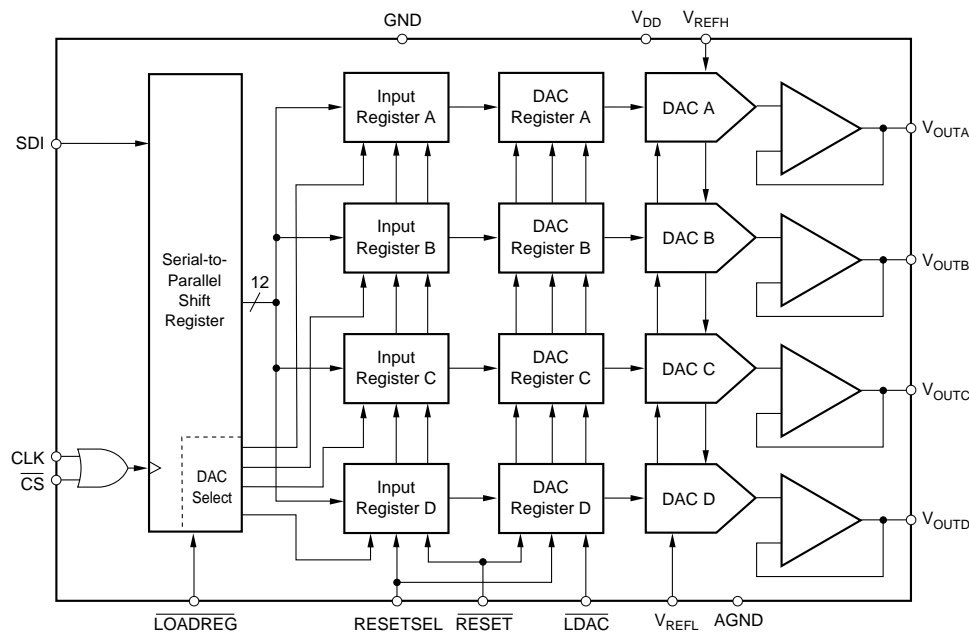 GND
VDD
VREFH
Input
Register A
DAC
Register A
DAC A
SDI
VOUTA
Input
Register B
DAC
Register B
DAC B
VOUTB
Serial-to-
Parallel
Shift
Register
12
Input
Register C
DAC
Register C
DAC C
VOUTC
CLK
CS
DAC
Select
Input
Register D
DAC
Register D
DAC D
VOUTD
LOADREG
RESETSEL
RESET
LDAC
VREFL
AGND